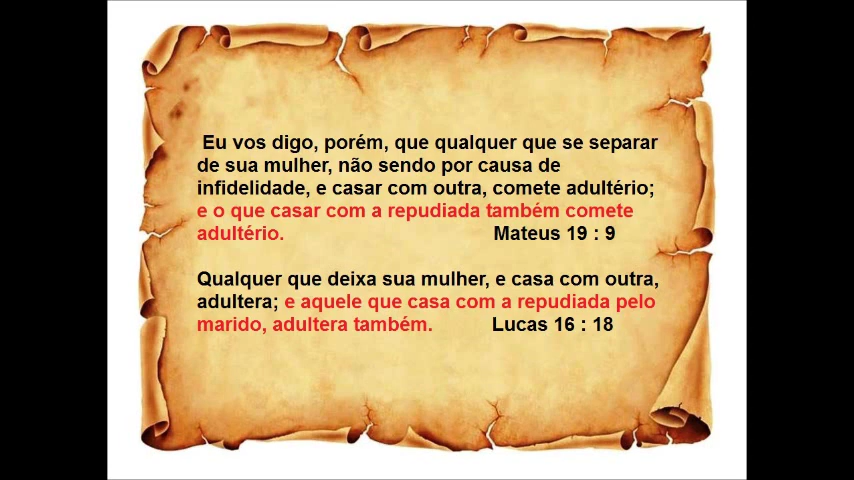 Eu vos digo, porém, que qualquer que se separar
de sua mulher, não sendo por causa de
infidelidade, e casar com outra, comete adultério;
e o que casar com a repudiada também comete
adultério. Mateus 19 : 9
Qualquer que deixa sua mulher, e casa com outra,
adultera; e aquele que casa com a repudiada pelo
marido, adultera também. Lucas 16 : 18